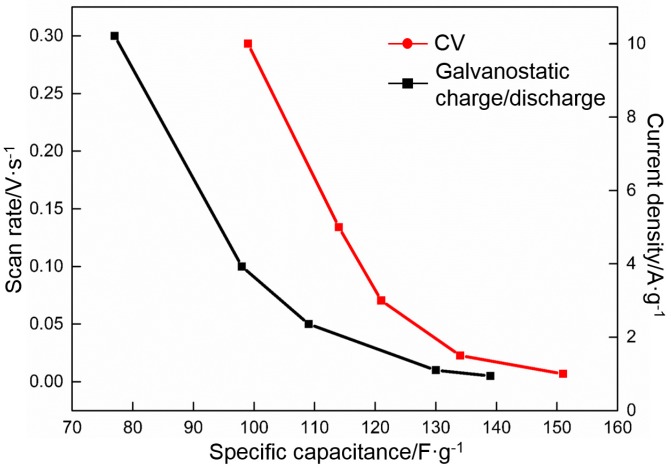 CV
Galvanostatic
charge/discharge
Scan rate/V·s-1
0.30
0.25
0.20
0.15
0.10
0.05
0.00
10
8
6
4
2
0
Current density/A·g-1
70 80 90 100 110 120 130 140 150 160
Specific capacitance/F·g-1